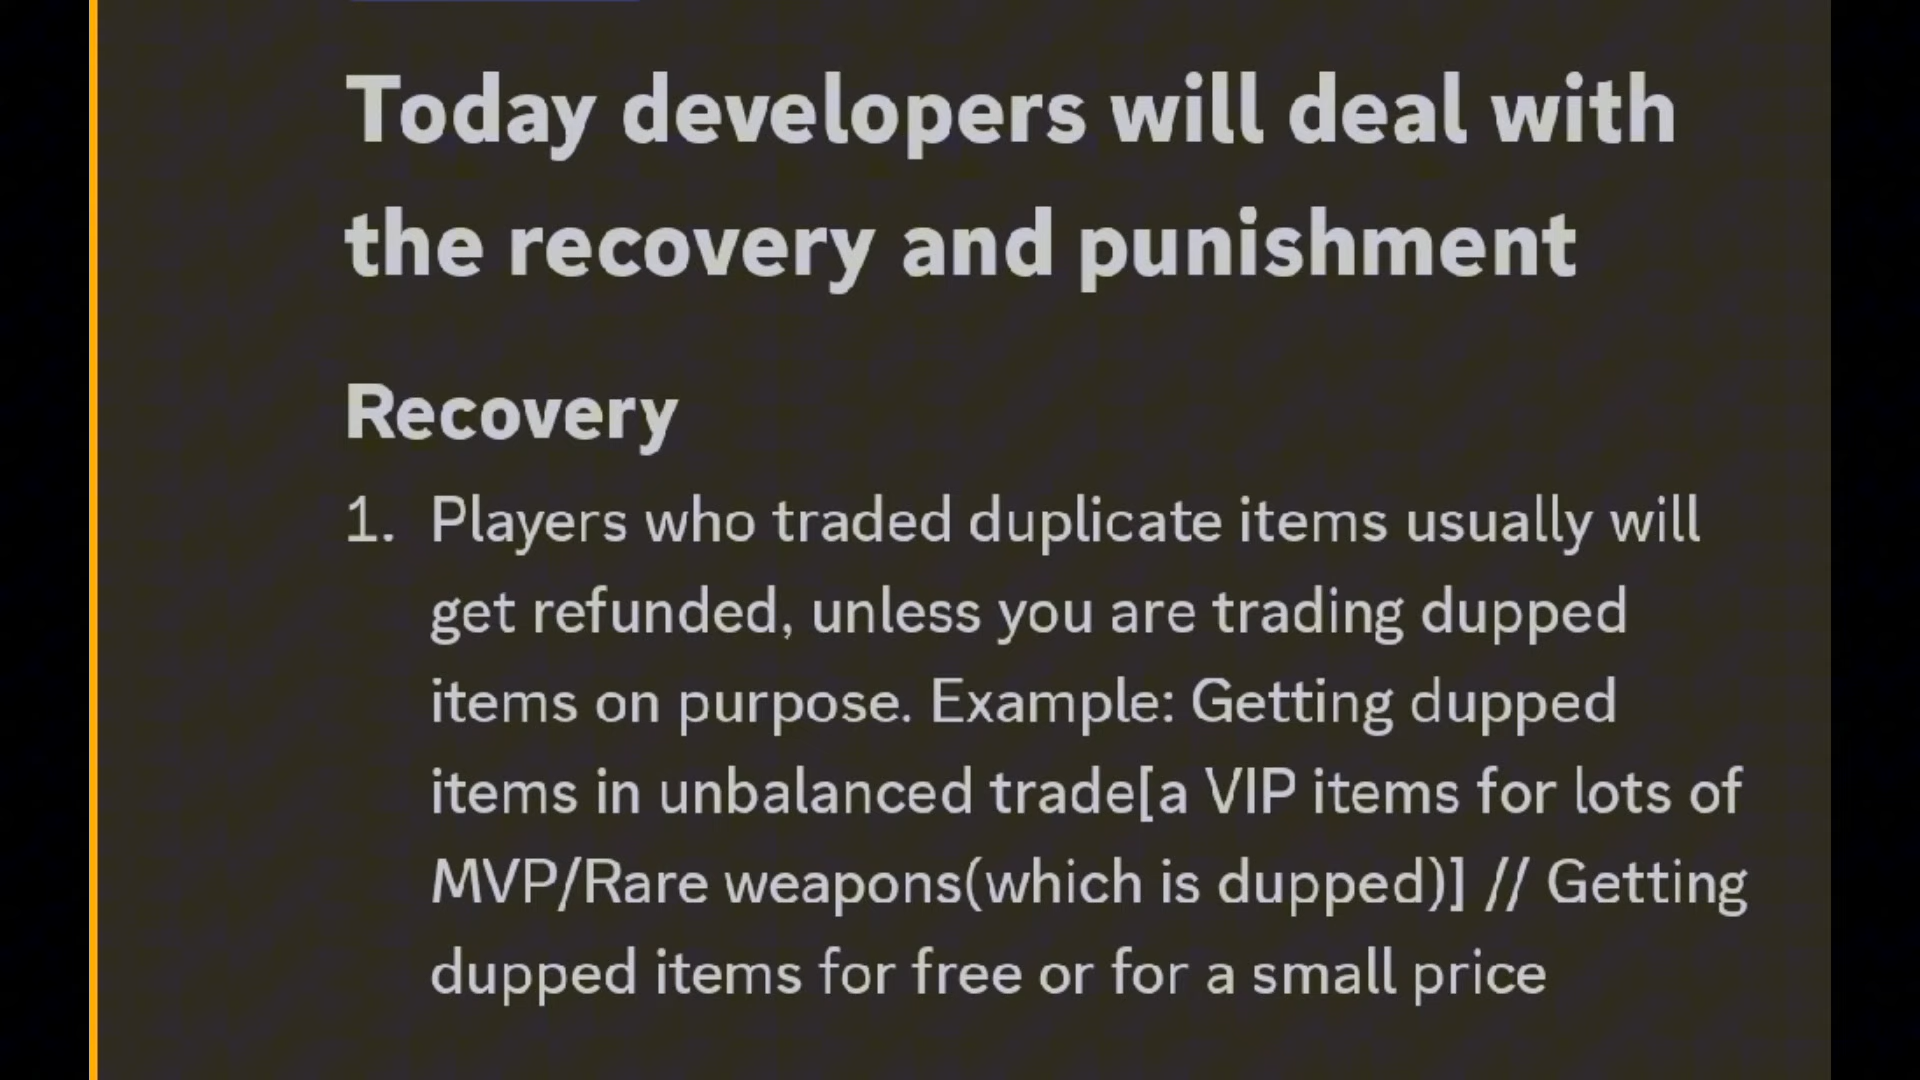 Today developers will deal with
the recovery and punishment
Recovery
1. Players who traded duplicate items usually will
get refunded, unless you are trading dupped
items on purpose. Example: Getting dupped
items in unbalanced trade[a VIP items for lots of
MVP/Rare weapons(which is dupped)] // Getting
dupped items for free or for a small price